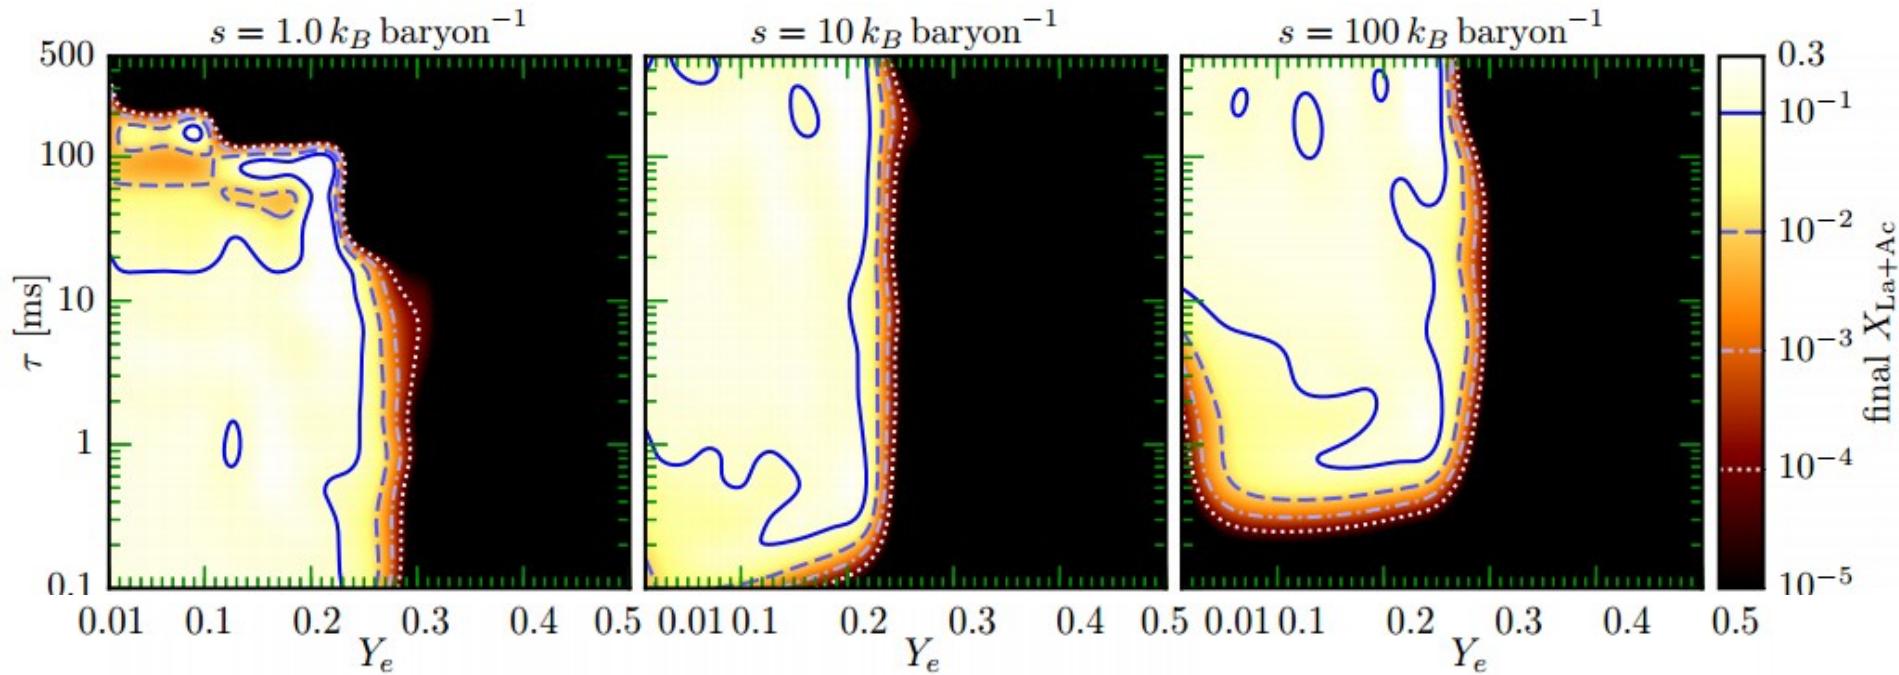 s = 1.0 k_B baryon⁻¹
s = 10 k_B baryon⁻¹
s = 100 k_B baryon⁻¹
500
100
10
1
0.1
τ [ms]
0.01 0.1 0.2 0.3 0.4 0.5
0.01 0.1 0.2 0.3 0.4 0.5
0.01 0.1 0.2 0.3 0.4 0.5
Y_e
Y_e
Y_e
0.3
10⁻¹
10⁻²
10⁻³
10⁻⁴
10⁻⁵
final X_La+Ac